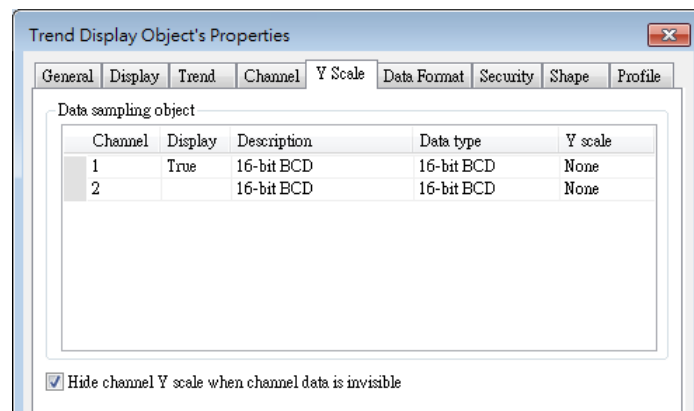 Trend Display Object's Properties
General Display Trend Channel Y Scale Data Format Security Shape Profile
Data sampling object
Channel Display Description Data type Y scale
1 True 16-bit BCD 16-bit BCD None
2 16-bit BCD 16-bit BCD None
Hide channel Y scale when channel data is invisible